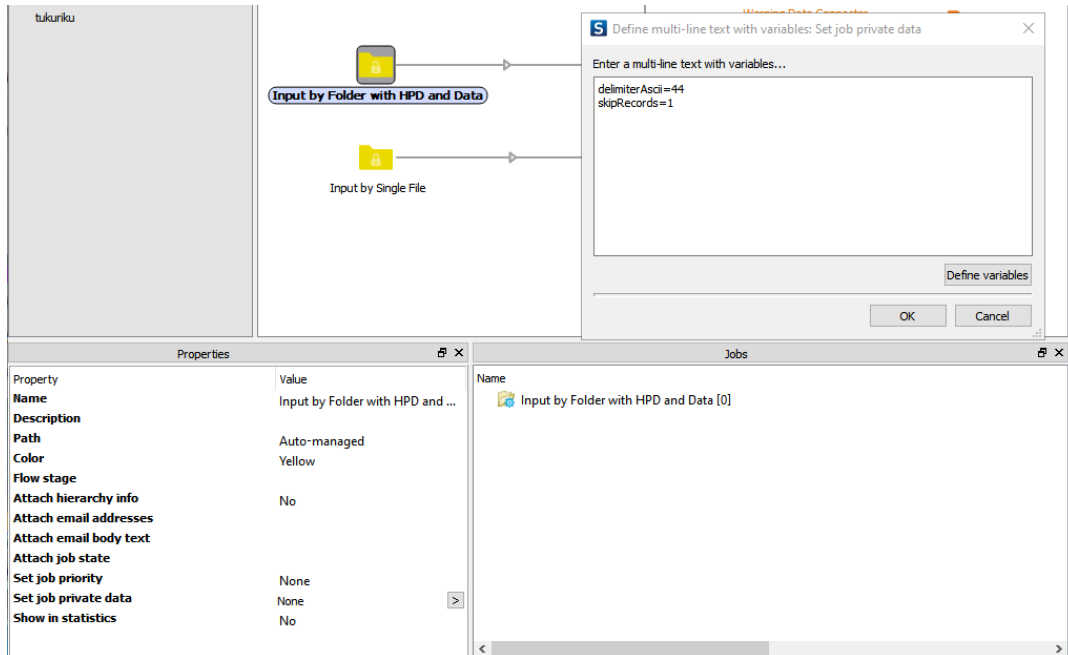 tukuriku
Warning Data Connector
Input by Folder with HPD and Data
Input by Single File
Define multi-line text with variables: Set job private data
Enter a multi-line text with variables...
delimiterAscii=44
skipRecords=1
Define variables
OK Cancel
Properties
Property Value
Name Input by Folder with HPD and ...
Description
Path Auto-managed
Color Yellow
Flow stage
Attach hierarchy info No
Attach email addresses
Attach email body text
Attach job state
Set job priority None
Set job private data None >
Show in statistics No
Jobs
Name
Input by Folder with HPD and Data [0]